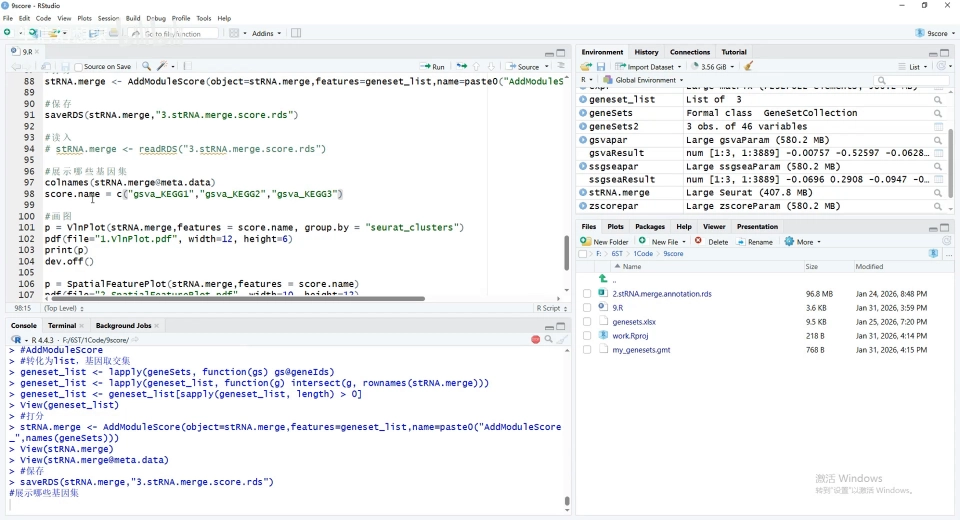 9score - RStudio
File Edit Code View Plots Session Build Debug Profile Tools Help
Go to file/function
Addins
9score
9.R
Source on Save
Run
Source
88 stRNA.merge <- AddModuleScore(object=stRNA.merge,features=geneset_list,name=paste0("AddModuleS
89
90 #保存
91 saveRDS(stRNA.merge,"3.stRNA.merge.score.rds")
92
93 #读入
94 # stRNA.merge <- readRDS("3.stRNA.merge.score.rds")
95
96 #展示哪些基因集
97 colnames(stRNA.merge@meta.data)
98 score.name = c("gsva_KEGG1","gsva_KEGG2","gsva_KEGG3")
99
100 #画图
101 p = VlnPlot(stRNA.merge,features = score.name, group.by = "seurat_clusters")
102 pdf(file="1.VlnPlot.pdf", width=12, height=6)
103 print(p)
104 dev.off()
105
106 p = SpatialFeaturePlot(stRNA.merge,features = score.name)
107 pdf(file="2.SpatialFeaturePlot.pdf", width=10, height=12)
98:15 (Top Level)
R Script
Console Terminal Background Jobs
R 4.4.3 · F:/6ST/1Code/9score/
> #AddModuleScore
> #转化为list，基因取交集
> geneset_list <- lapply(geneSets, function(gs) gs@geneIds)
> geneset_list <- lapply(geneset_list, function(g) intersect(g, rownames(stRNA.merge)))
> geneset_list <- geneset_list[sapply(geneset_list, length) > 0]
> View(geneset_list)
> #打分
> stRNA.merge <- AddModuleScore(object=stRNA.merge,features=geneset_list,name=paste0("AddModuleScore
_",names(geneSets)))
> View(stRNA.merge)
> View(stRNA.merge@meta.data)
> #保存
> saveRDS(stRNA.merge,"3.stRNA.merge.score.rds")
#展示哪些基因集
Environment History Connections Tutorial
Import Dataset
3.56 GiB
List
R Global Environment
geneset_list List of 3
geneSets Formal class GeneSetCollection
geneSets2 3 obs. of 46 variables
gsvapar Large gsvaParam (580.2 MB)
gsvaResult num [1:3, 1:3889] -0.00757 -0.52597 -0.0628…
ssgseapar Large ssgseaParam (580.2 MB)
ssgseaResult num [1:3, 1:3889] -0.0696 0.2908 -0.0947 -0…
stRNA.merge Large Seurat (407.8 MB)
zscorepar Large zscoreParam (580.2 MB)
Files Plots Packages Help Viewer Presentation
New Folder New File Delete Rename More
F: 6ST 1Code 9score
Name Size Modified
..
2.stRNA.merge.annotation.rds 96.8 MB Jan 24, 2026, 8:48 PM
9.R 3.6 KB Jan 31, 2026, 3:59 PM
genesets.xlsx 9.5 KB Jan 25, 2026, 7:20 PM
work.Rproj 218 B Jan 31, 2026, 4:14 PM
my_genesets.gmt 768 B Jan 31, 2026, 4:15 PM
激活 Windows
转到"设置"以激活 Windows。